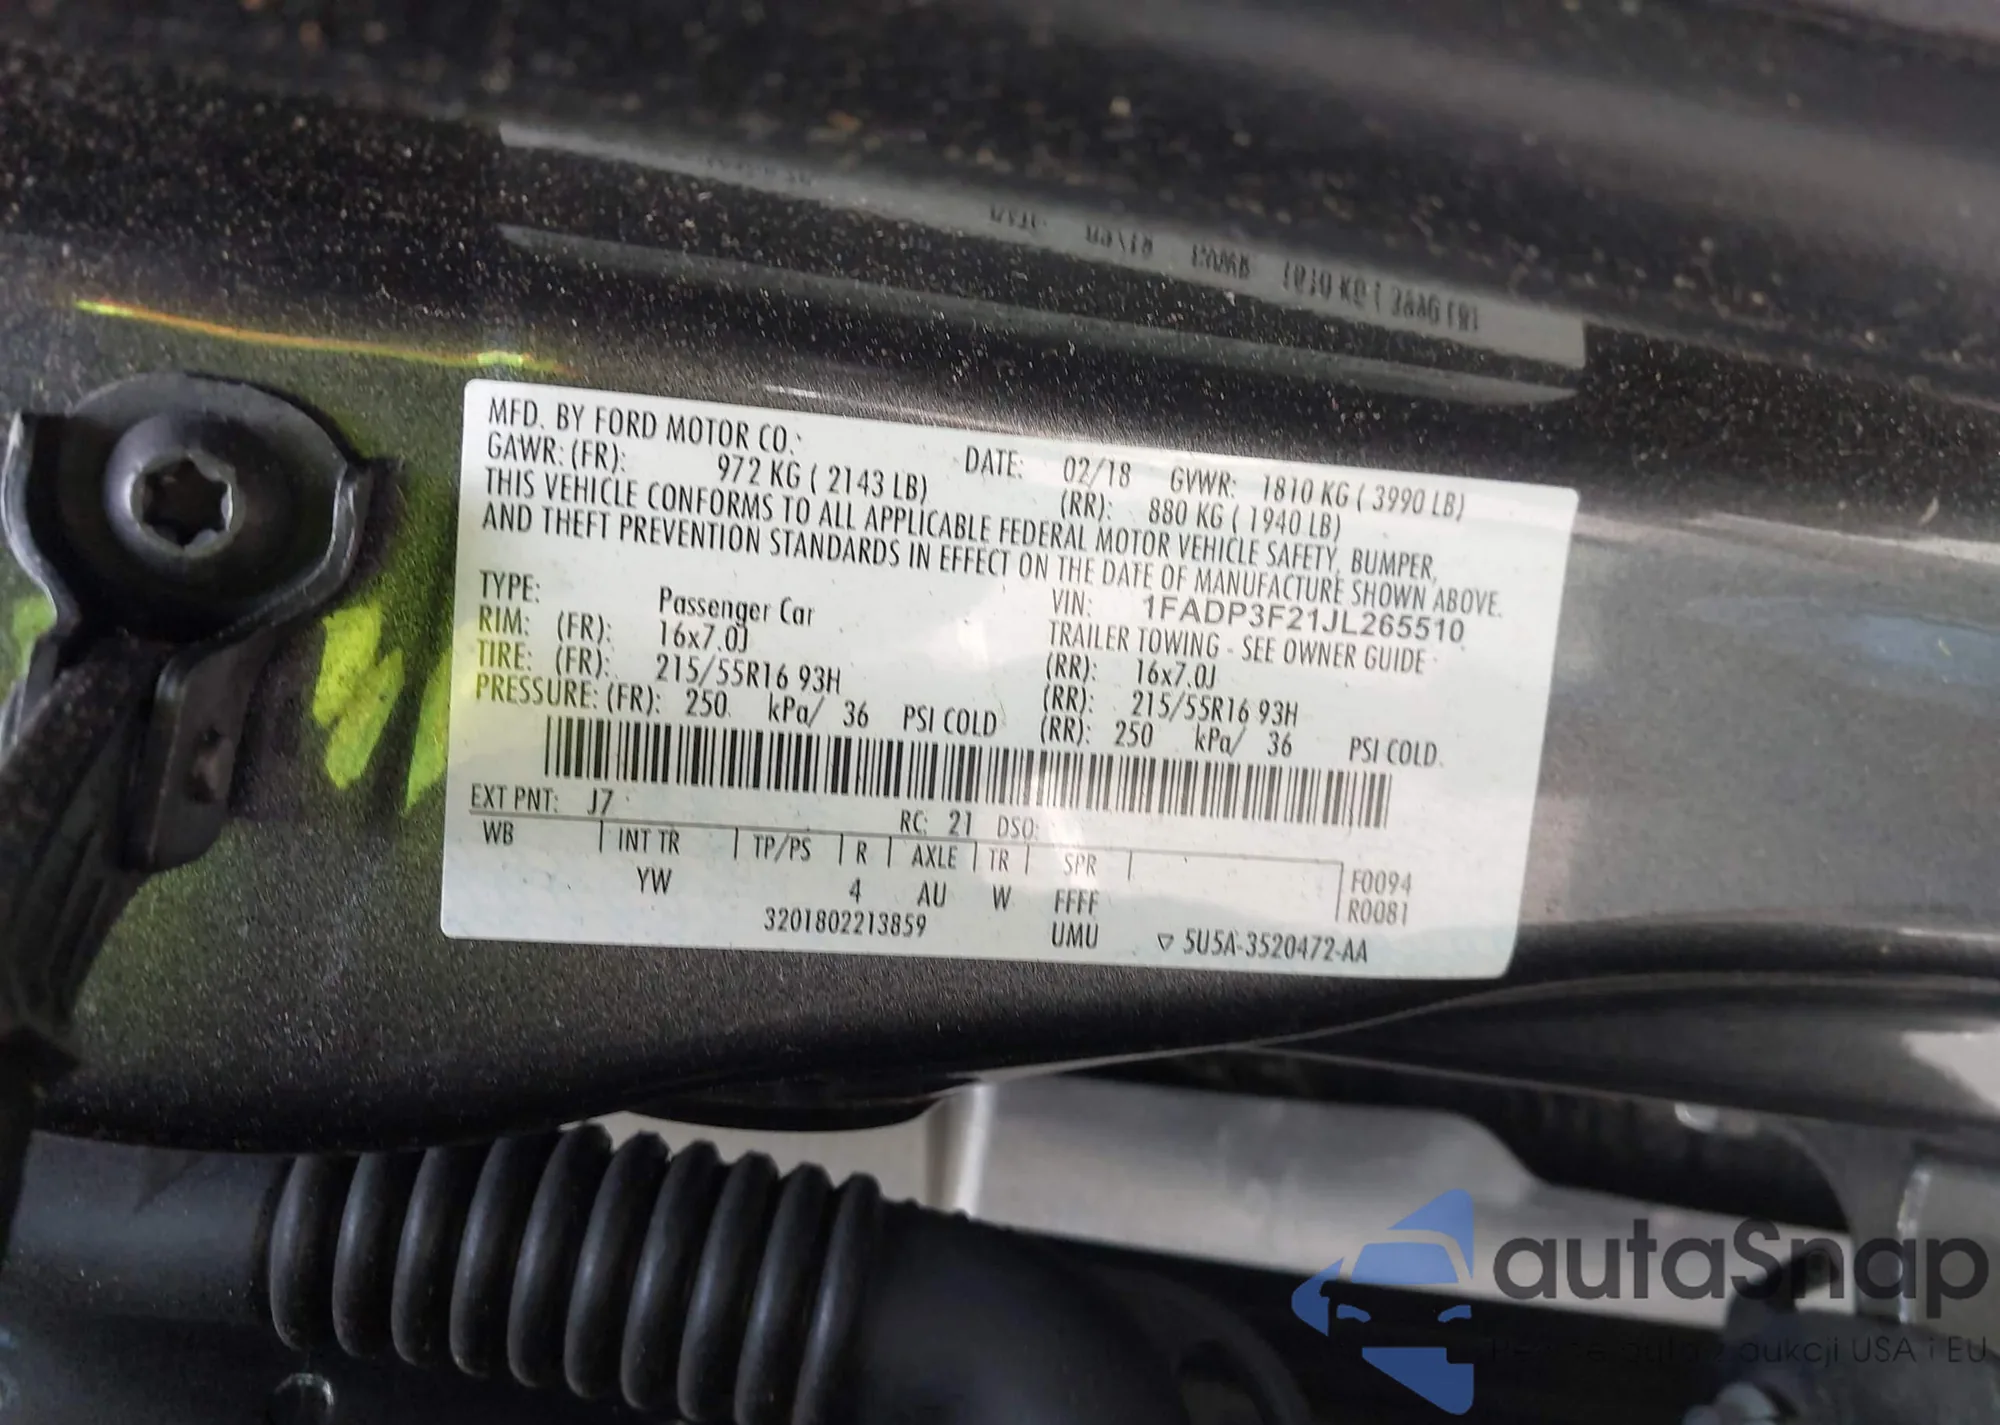 MFD. BY FORD MOTOR CO.: DATE: 02/18 GVWR: 1810 KG ( 3990 LB)
GAWR: (FR): 972 KG ( 2143 LB) (RR): 880 KG ( 1940 LB)
THIS VEHICLE CONFORMS TO ALL APPLICABLE FEDERAL MOTOR VEHICLE SAFETY, BUMPER,
AND THEFT PREVENTION STANDARDS IN EFFECT ON THE DATE OF MANUFACTURE SHOWN ABOVE.
VIN: 1FADP3F21JL265510
TYPE: Passenger Car TRAILER TOWING - SEE OWNER GUIDE
RIM: (FR): 16x7.0J (RR): 16x7.0J
TIRE: (FR): 215/55R16 93H (RR): 215/55R16 93H
PRESSURE: (FR): 250 kPa/ 36 PSI COLD (RR): 250 kPa/ 36 PSI COLD
EXT PNT: J7 RC: 21 DSO:
WB INT TR TP/PS R AXLE TR SPR F0094
YW 4 AU W FFFF R0081
3201802213859 UMU ▽ 5U5A-3520472-AA
autaSnap
aukcji USA i EU